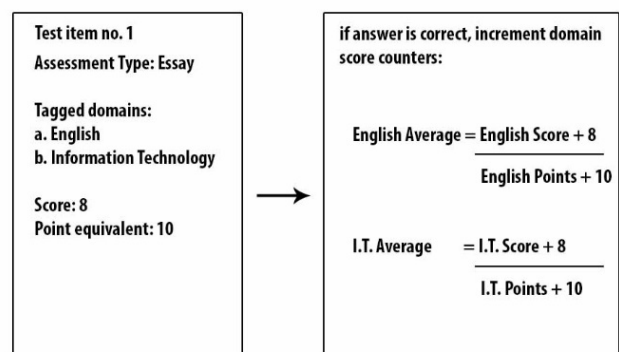 Test item no. 1
Assessment Type: Essay
Tagged domains:
a. English
b. Information Technology
Score: 8
Point equivalent: 10
if answer is correct, increment domain
score counters:
English Average = English Score + 8
English Points + 10
I.T. Average = I.T. Score + 8
I.T. Points + 10